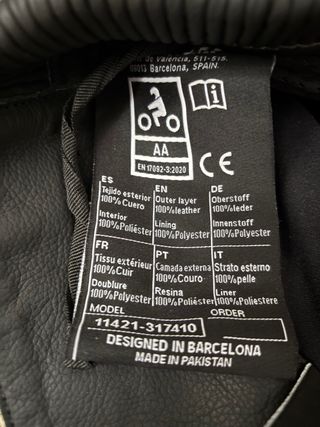 de València, 511-515.
08013 Barcelona, SPAIN.
i
AA
EN 17092-3:2020
CE
ES
Tejido exterior
100%Cuero
Interior
100%Poliéster
EN
Outer layer
100%leather
Lining
100%Polyester
DE
Oberstoff
100%leder
Innenstoff
100%Polyester
FR
Tissu extérieur
100%Cuir
Doublure
100%Polyester
PT
Camada externa
100%Couro
Resina
100%Poliéster
IT
Strato esterno
100%pelle
Liner
100%Poliestere
MODEL
11421-317410
ORDER
DESIGNED IN BARCELONA
MADE IN PAKISTAN